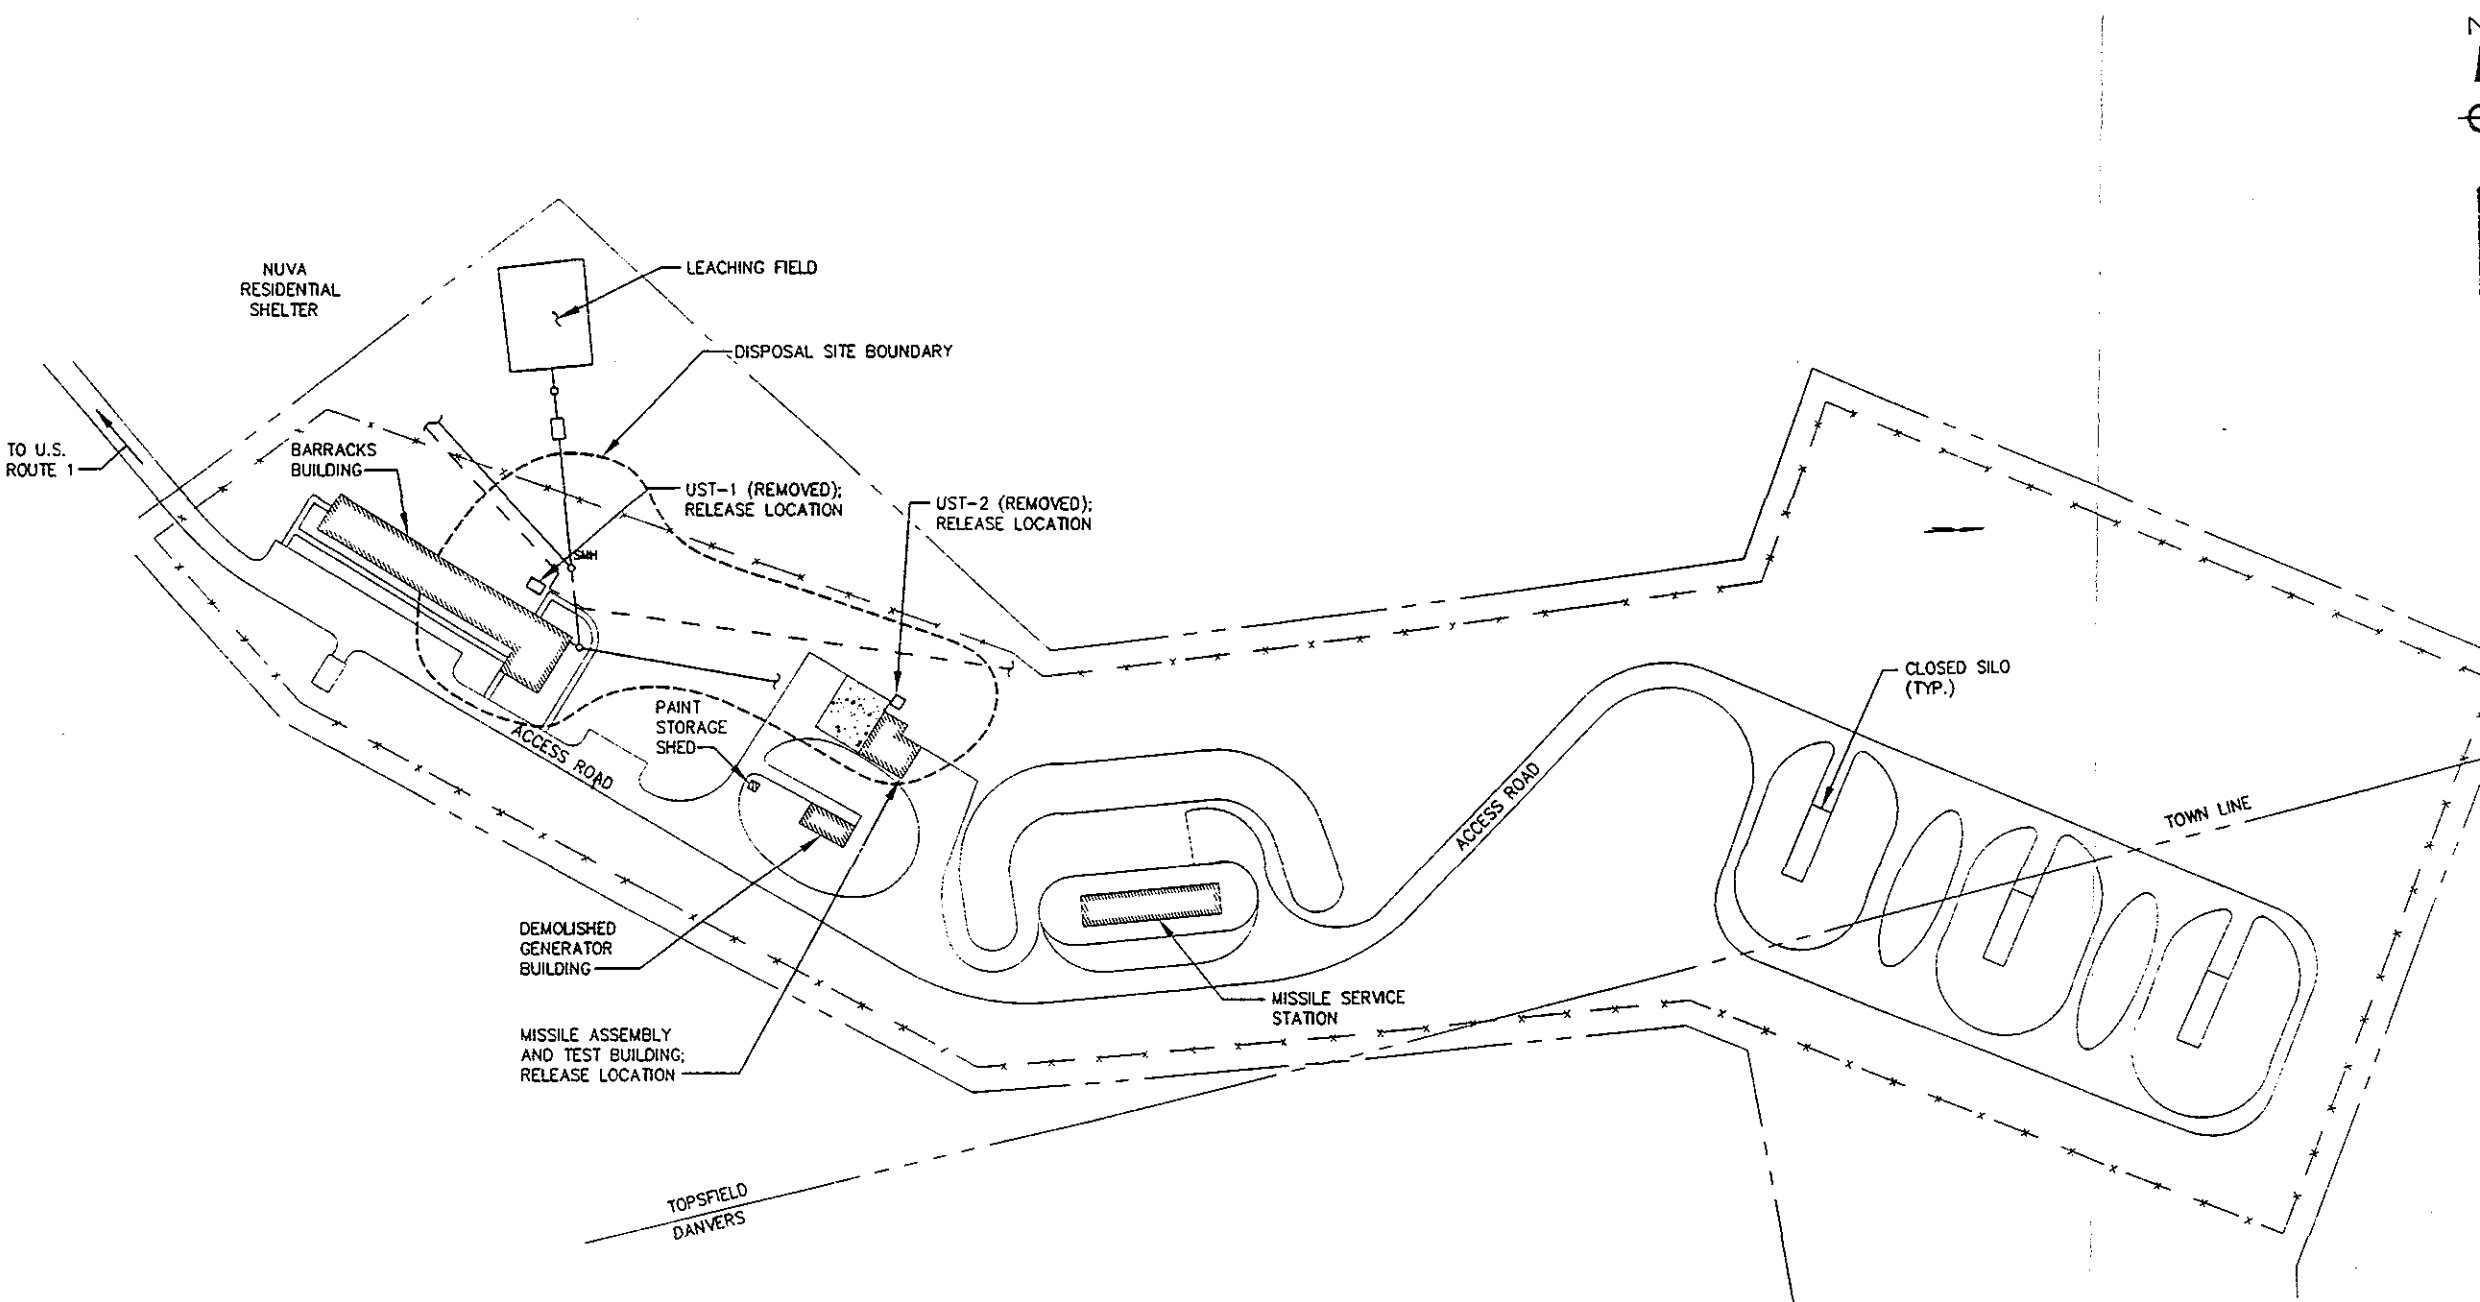 N
NUVA
RESIDENTIAL
SHELTER
LEACHING FIELD
DISPOSAL SITE BOUNDARY
TO U.S.
ROUTE 1
BARRACKS
BUILDING
UST-1 (REMOVED);
RELEASE LOCATION
UST-2 (REMOVED);
RELEASE LOCATION
SMH
CLOSED SILO
(TYP.)
PAINT
STORAGE
SHED
ACCESS ROAD
ACCESS ROAD
TOWN LINE
DEMOLISHED
GENERATOR
BUILDING
MISSILE SERVICE
STATION
MISSILE ASSEMBLY
AND TEST BUILDING;
RELEASE LOCATION
TOPSFIELD
DANVERS